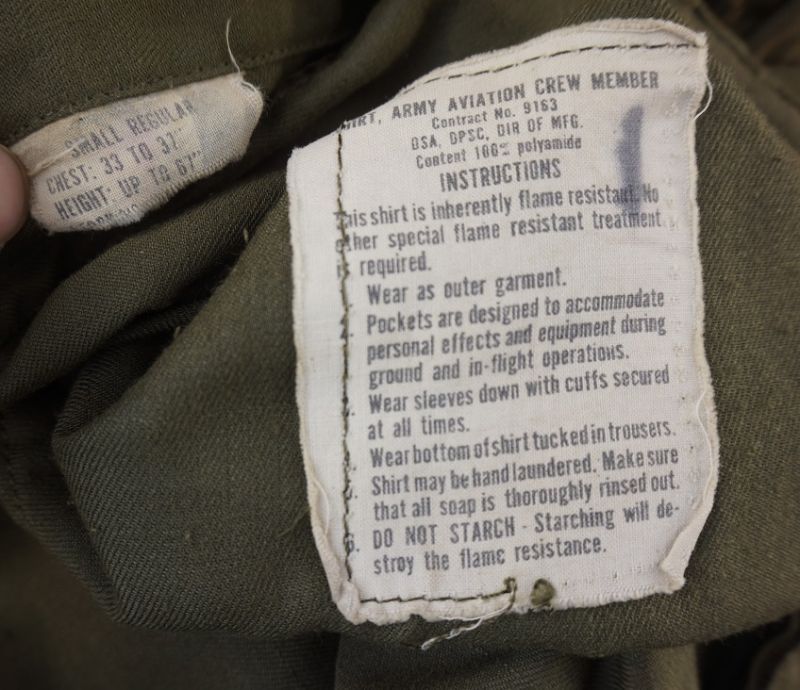 SMALL REGULAR
CHEST: 33 TO 37"
HEIGHT: UP TO 67"
SHIRT, ARMY AVIATION CREW MEMBER
Contract No. 9163
DSA, DPSC, DIR OF MFG.
Content 100% polyamide
INSTRUCTIONS
This shirt is inherently flame resistant. No
other special flame resistant treatment
is required.
Wear as outer garment.
2. Pockets are designed to accommodate
personal effects and equipment during
ground and in-flight operations.
Wear sleeves down with cuffs secured
at all times.
Wear bottom of shirt tucked in trousers.
Shirt may be hand laundered. Make sure
that all soap is thoroughly rinsed out.
6. DO NOT STARCH - Starching will de-
stroy the flame resistance.